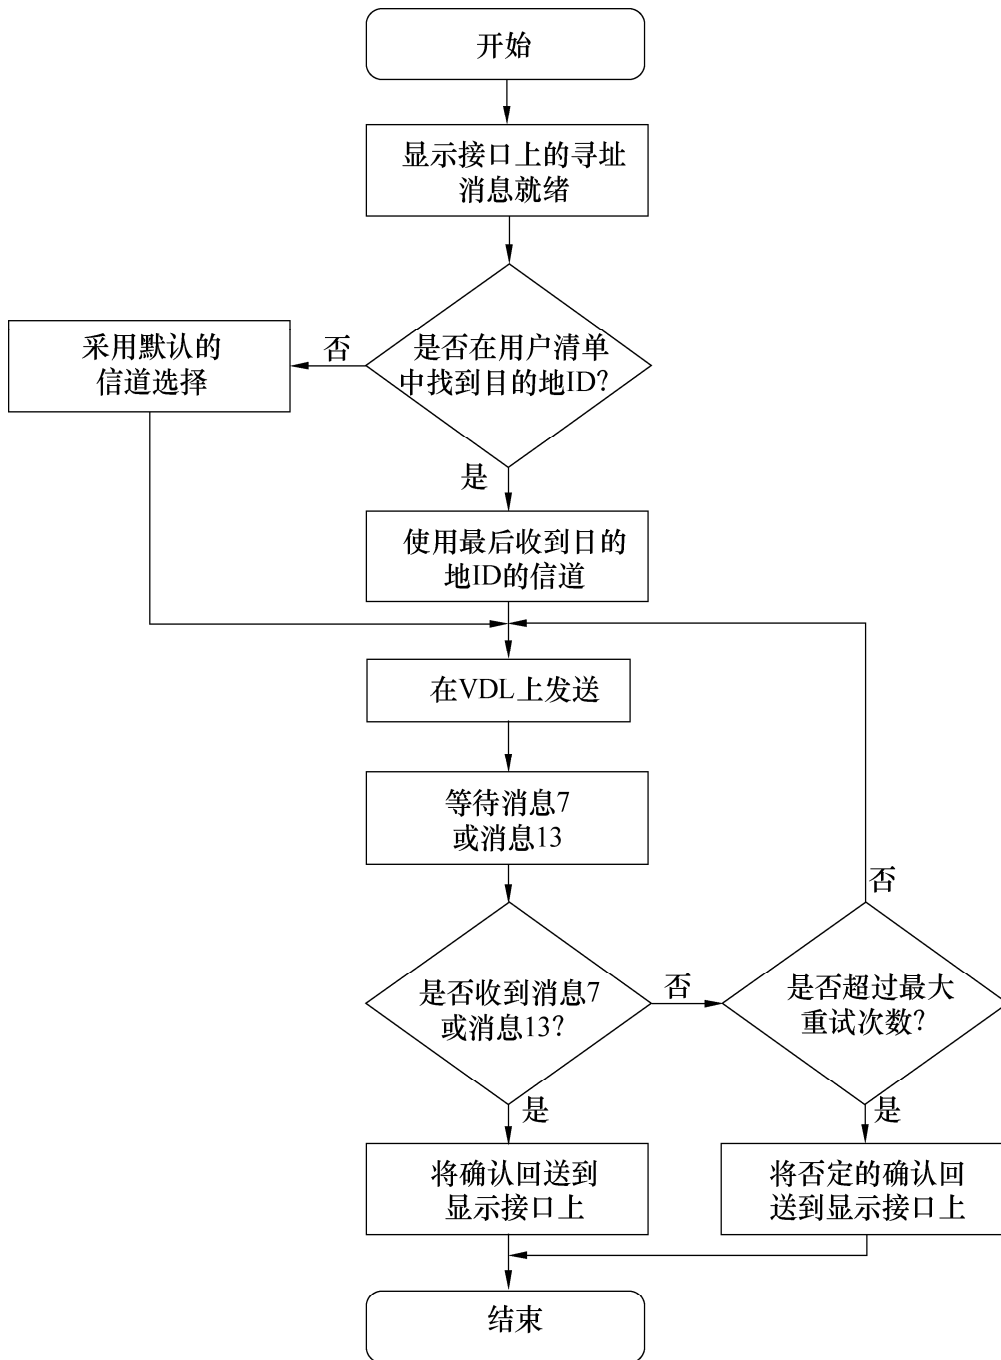 开始
显示接口上的寻址
消息就绪
是否在用户清单
中找到目的地ID?
否
采用默认的
信道选择
是
使用最后收到目的
地ID的信道
在VDL上发送
等待消息7
或消息13
否
是否收到消息7
或消息13?
否
是否超过最大
重试次数?
是
是
将确认回送到
显示接口上
将否定的确认回
送到显示接口上
结束